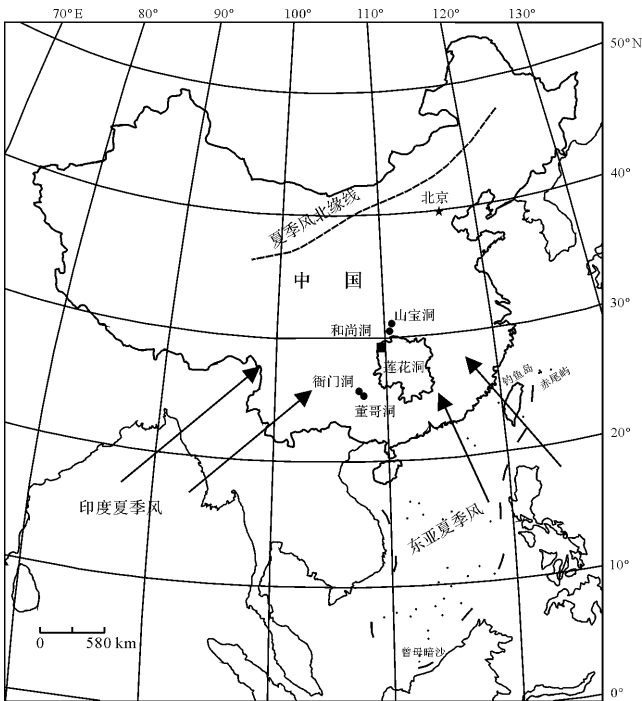 70°E
80°
90°
100°
110°
120°
130°
50°N
40°
北京
夏季风北缘线
中 国
30°
山宝洞
和尚洞
莲花洞
钓鱼岛
赤尾屿
衙门洞
董哥洞
20°
印度夏季风
东亚夏季风
10°
0 580 km
曾母暗沙
0°